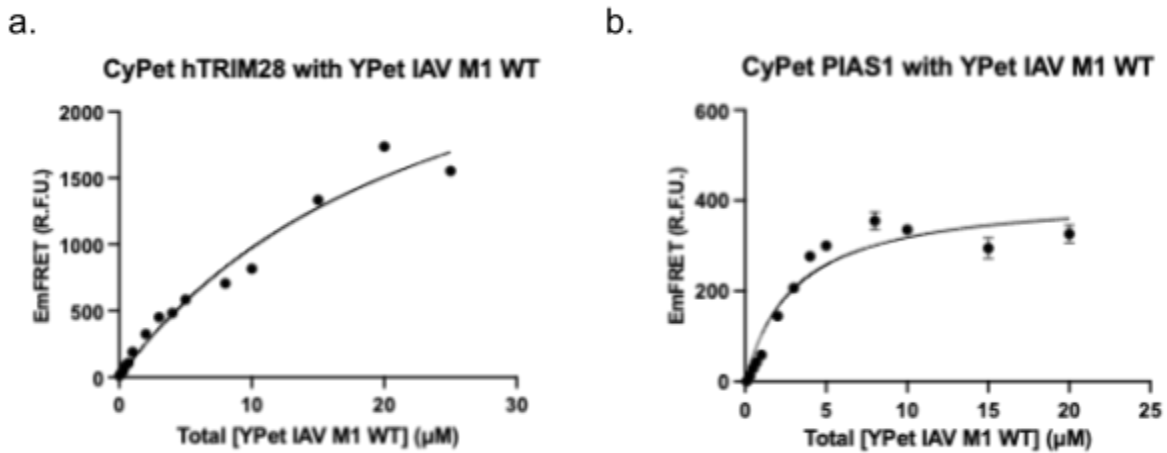 a.
CyPet hTRIM28 with YPet IAV M1 WT
2000
1500
1000
500
0
EmFRET (R.F.U.)
0 10 20 30
Total [YPet IAV M1 WT] (µM)
b.
CyPet PIAS1 with YPet IAV M1 WT
600
400
200
0
EmFRET (R.F.U.)
0 5 10 15 20 25
Total [YPet IAV M1 WT] (µM)